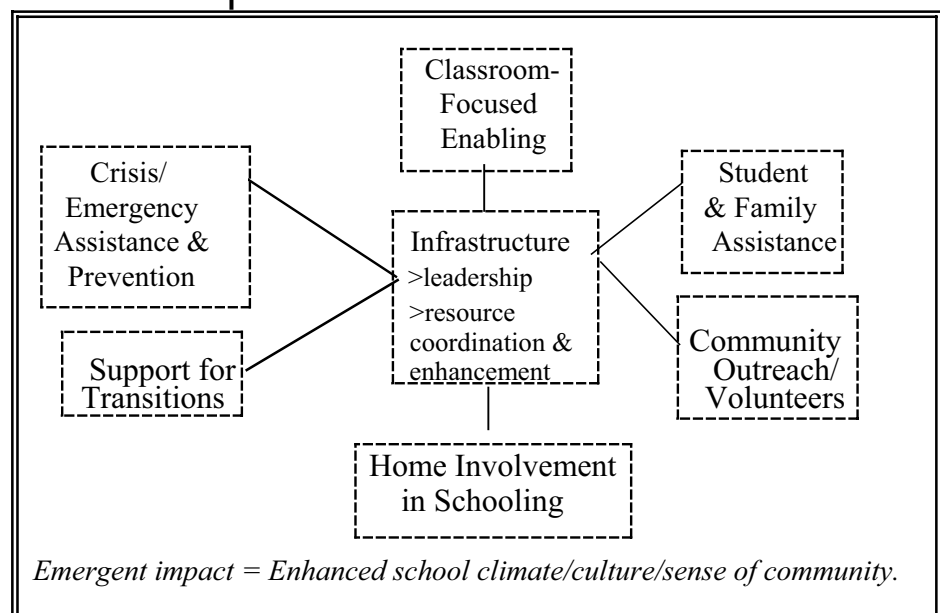 Classroom-
Focused
Enabling
Crisis/
Emergency
Assistance &
Prevention
Student
& Family
Assistance
Infrastructure
>leadership
>resource
coordination &
enhancement
Support for
Transitions
Community
Outreach/
Volunteers
Home Involvement
in Schooling
Emergent impact = Enhanced school climate/culture/sense of community.